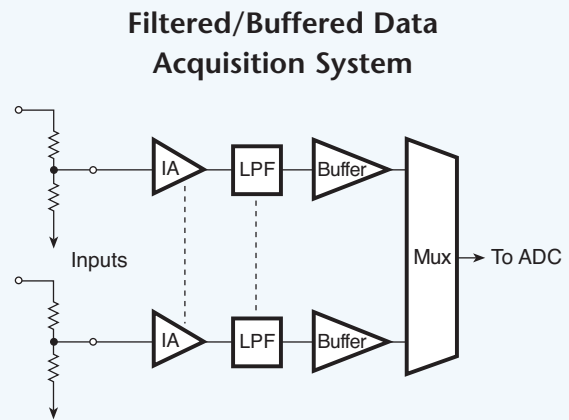 Filtered/Buffered Data
Acquisition System
IA
LPF
Buffer
Inputs
Mux
To ADC
IA
LPF
Buffer